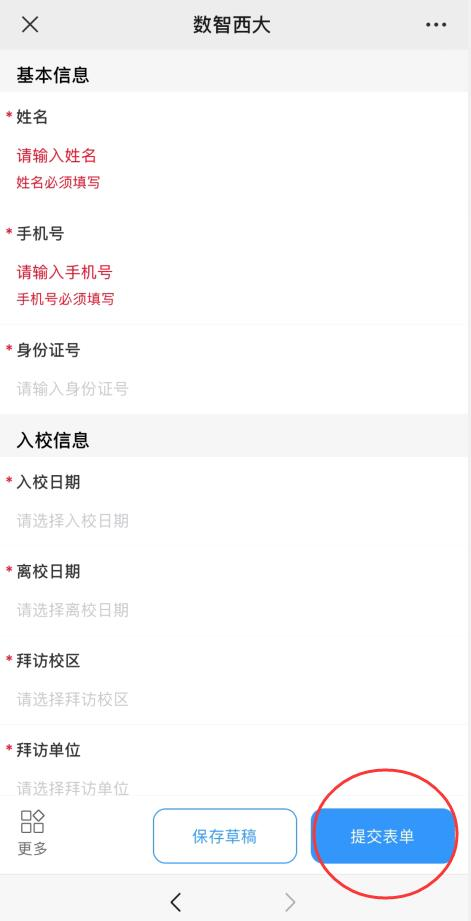 数智西大
基本信息
* 姓名
请输入姓名
姓名必须填写
* 手机号
请输入手机号
手机号必须填写
* 身份证号
请输入身份证号
入校信息
* 入校日期
请选择入校日期
* 离校日期
请选择离校日期
* 拜访校区
请选择拜访校区
* 拜访单位
请选择拜访单位
更多
保存草稿
提交表单